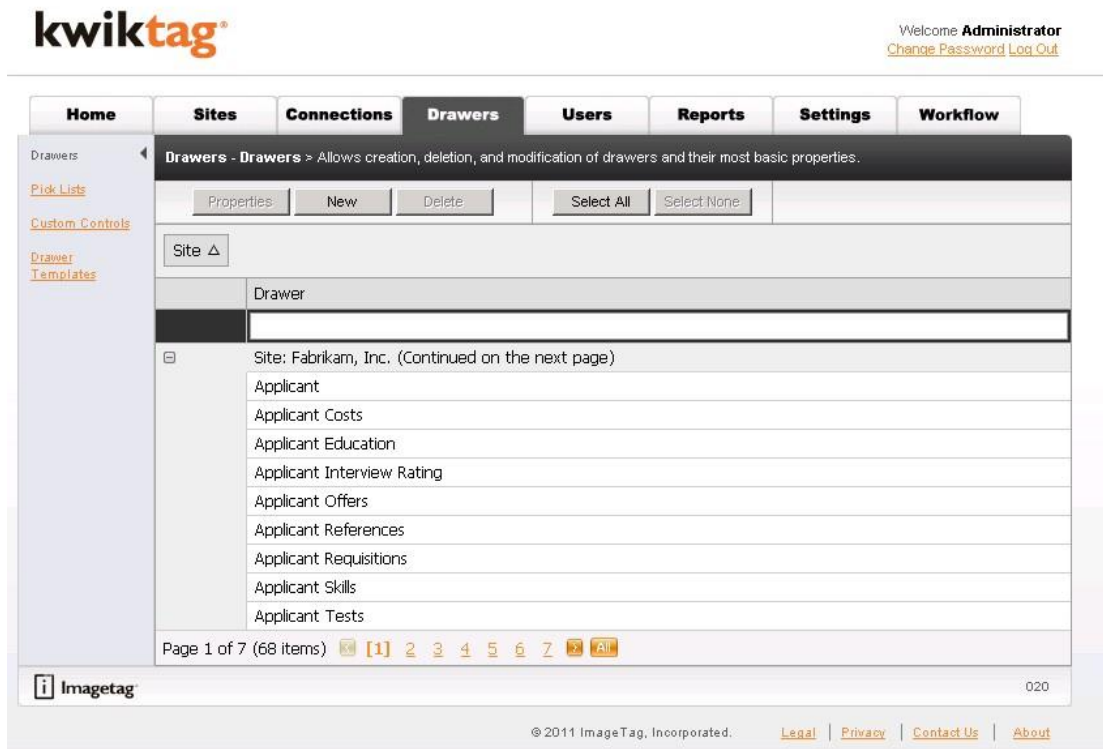 kwiktag
Welcome Administrator
Change Password Log Out
Home Sites Connections Drawers Users Reports Settings Workflow
Drawers
Pick Lists
Custom Controls
Drawer
Templates
Drawers - Drawers > Allows creation, deletion, and modification of drawers and their most basic properties.
Properties New Delete Select All Select None
Site
Drawer
Site: Fabrikam, Inc. (Continued on the next page)
Applicant
Applicant Costs
Applicant Education
Applicant Interview Rating
Applicant Offers
Applicant References
Applicant Requisitions
Applicant Skills
Applicant Tests
Page 1 of 7 (68 items) [1] 2 3 4 5 6 7 All
Imagetag
020
© 2011 ImageTag, Incorporated. Legal | Privacy | Contact Us | About